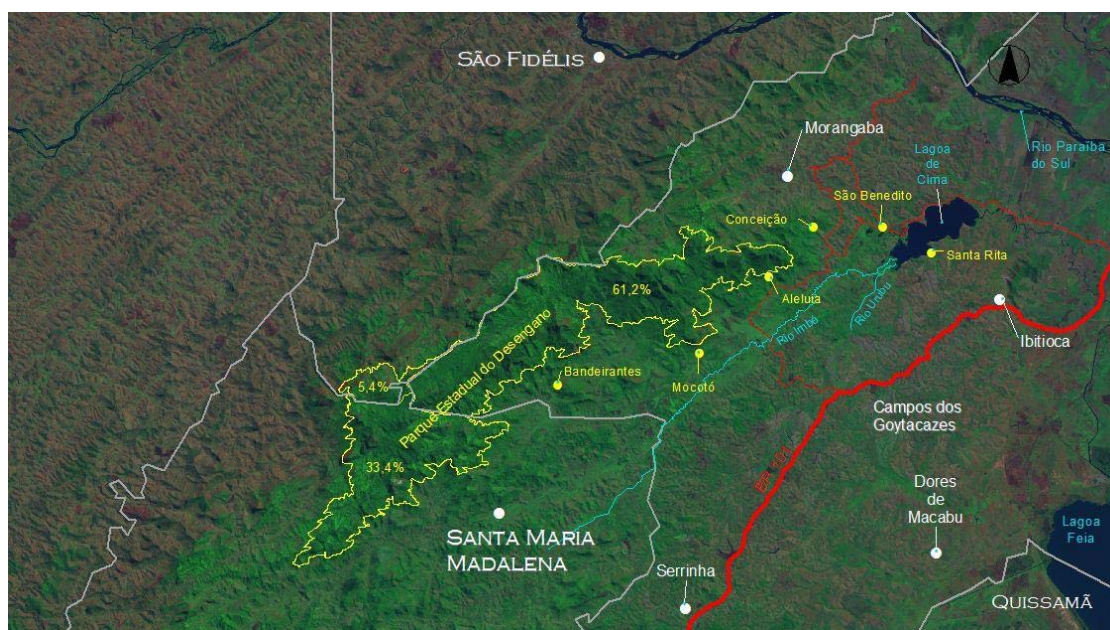 São Fidélis
Morangaba
Rio Paraíba
do Sul
Lagoa
de
Cima
São Benedito
Conceição
Santa Rita
61,2%
Aleluia
Rio Urubu
Rio Imbé
Ibitioca
Parque Estadual do Desengano
Bandeirantes
Mocotó
5,4%
Campos dos
Goytacazes
33,4%
Dores
de
Macabu
Santa Maria
Madalena
Lagoa
Feia
Serrinha
Quissamã